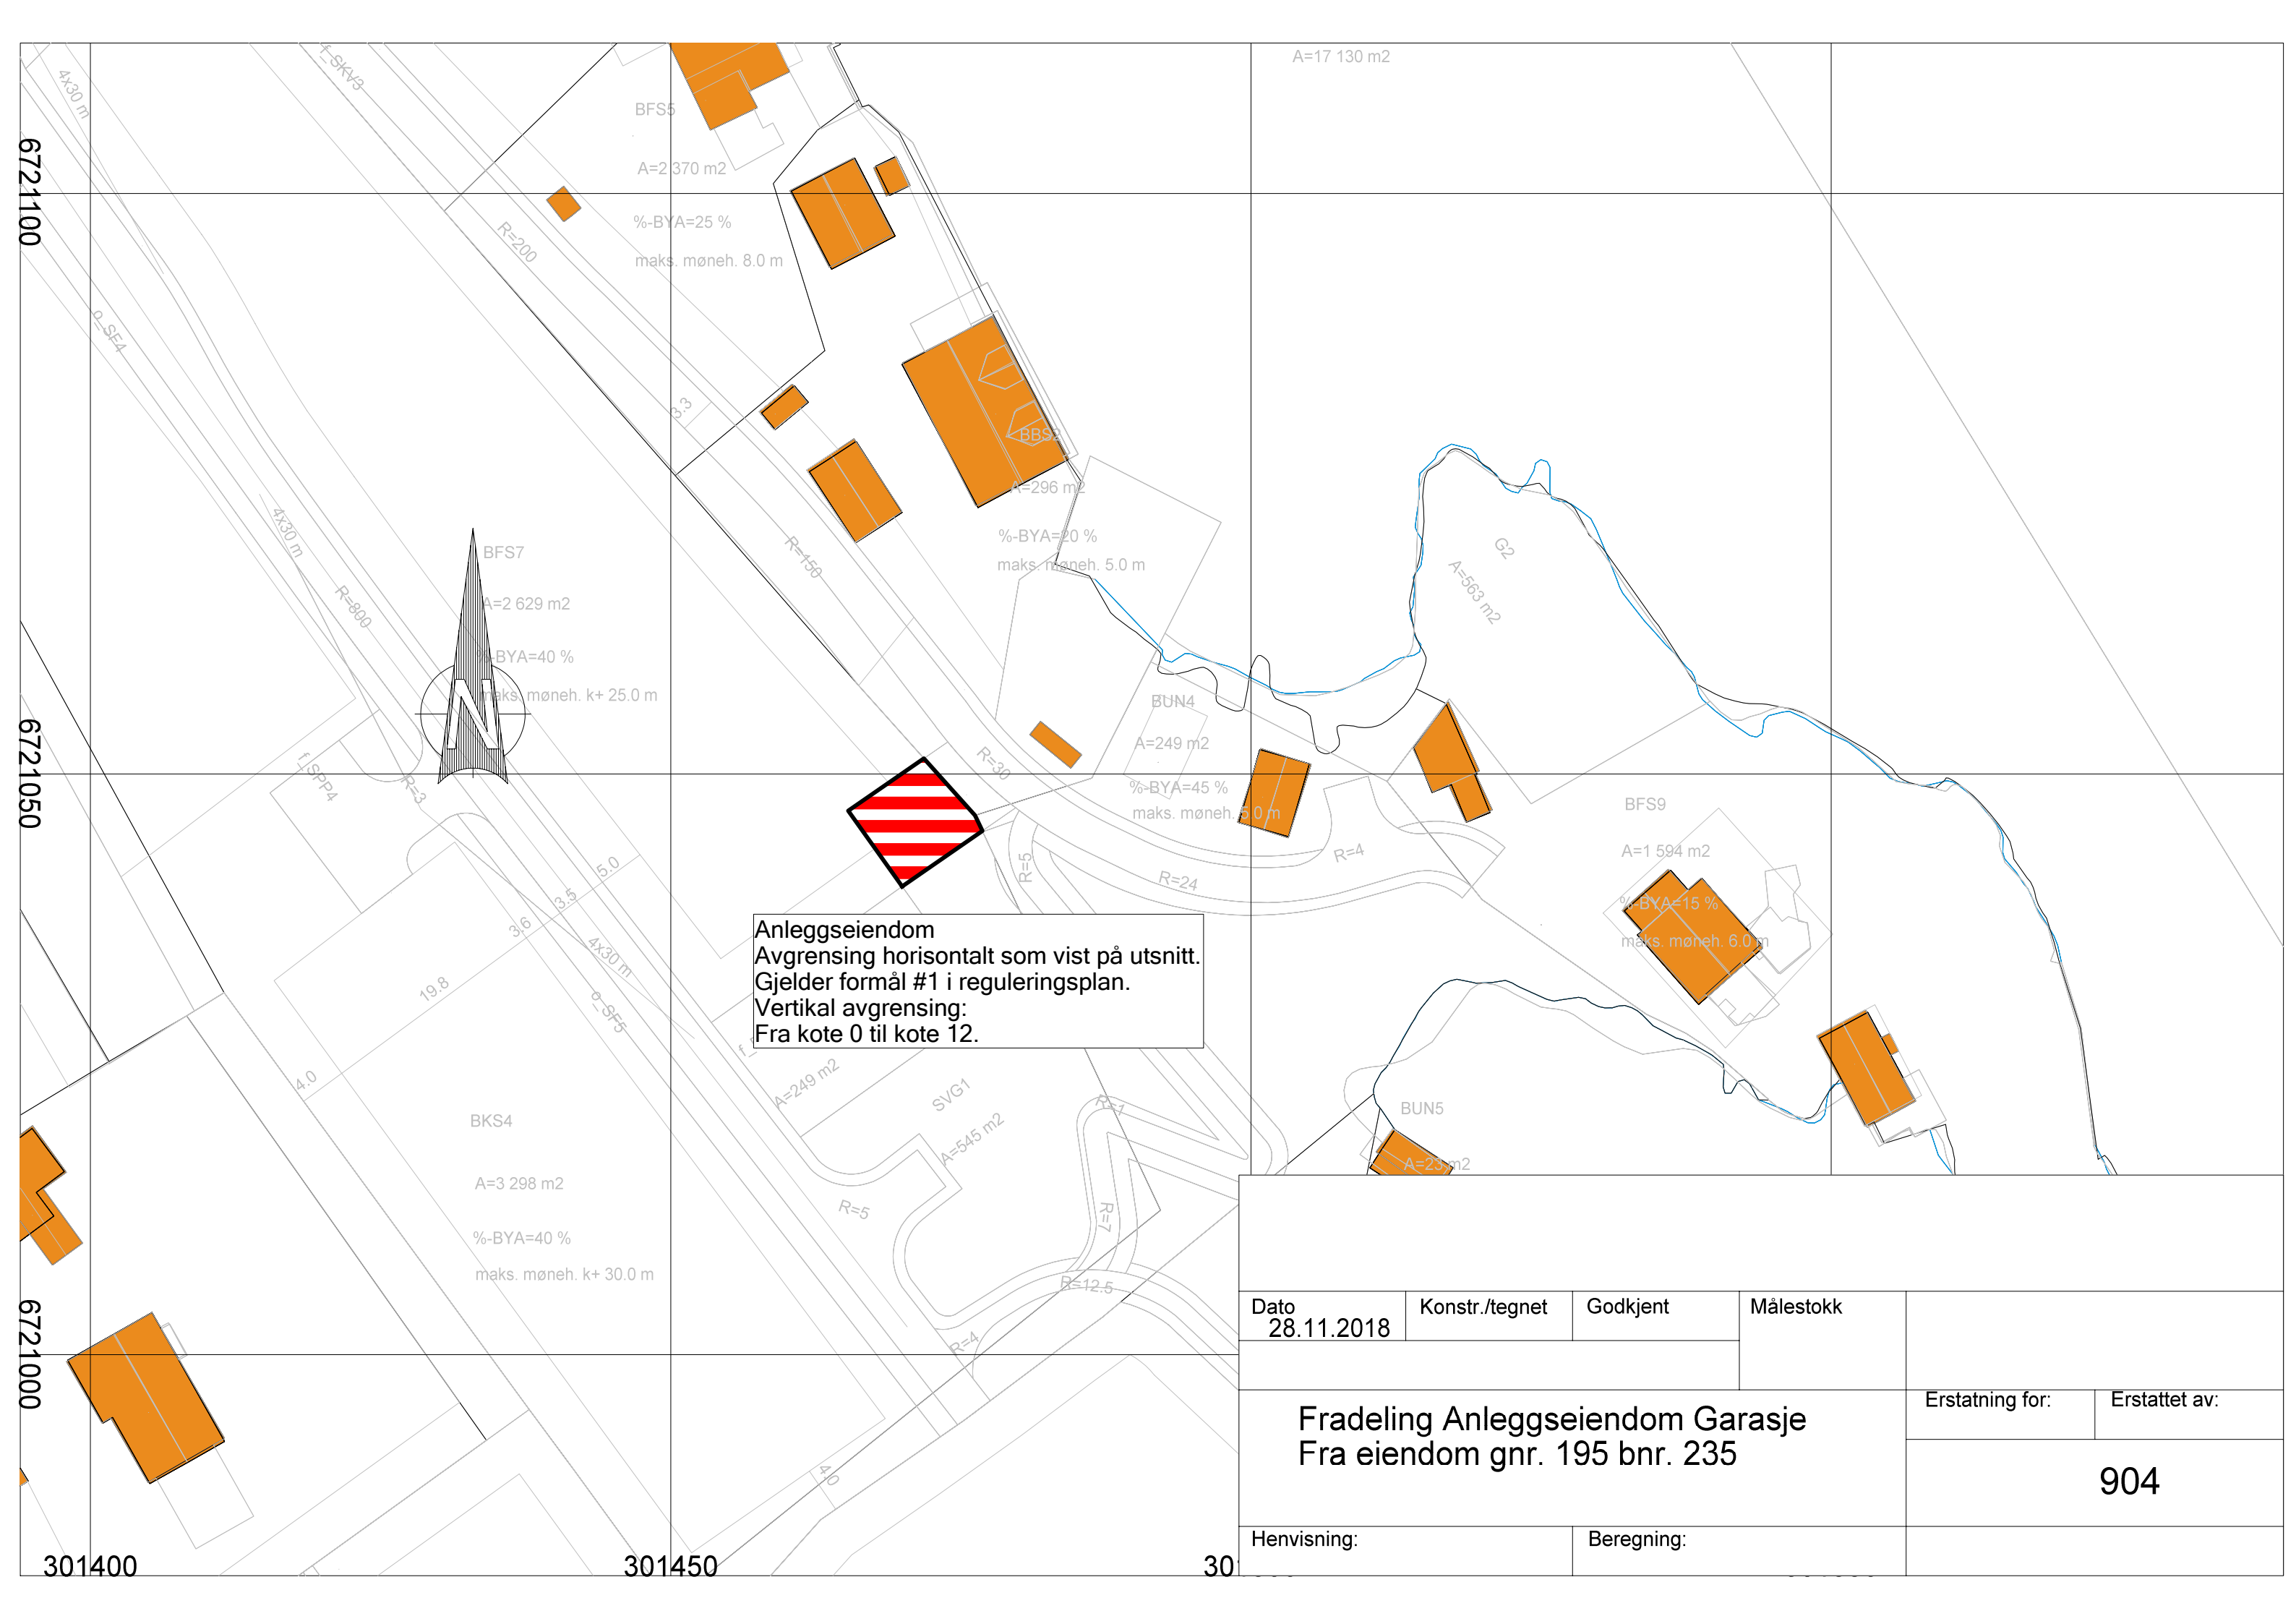 A=17 130 m2
f_SKV3
4x30 m
BFS5
A=2 370 m2
%-BYA=25 %
maks. møneh. 8.0 m
6721100
R=200
o_SF4
3.3
BBS2
A=296 m2
%-BYA=20 %
maks. møneh. 5.0 m
R=150
4x30 m
R=800
BFS7
A=2 629 m2
%-BYA=40 %
maks. møneh. k+ 25.0 m
N
G2
A=563 m2
6721050
f_SPP4
R=3
R=30
BUN4
A=249 m2
%-BYA=45 %
maks. møneh. 5.0 m
R=4
R=24
R=5
BFS9
A=1 594 m2
%-BYA=15 %
maks. møneh. 6.0 m
5.0
3.5
3.6
4x30 m
19.8
o_SF5
4.0
Anleggseiendom
Avgrensing horisontalt som vist på utsnitt.
Gjelder formål #1 i reguleringsplan.
Vertikal avgrensing:
Fra kote 0 til kote 12.
A=249 m2
SVG1
A=545 m2
R=1
R=7
R=5
R=12.5
R=4
BKS4
A=3 298 m2
%-BYA=40 %
maks. møneh. k+ 30.0 m
BUN5
A=23 m2
6721000
4.0
301400
301450
Dato
28.11.2018
Konstr./tegnet
Godkjent
Målestokk
Fradeling Anleggseiendom Garasje
Fra eiendom gnr. 195 bnr. 235
Erstatning for:
Erstattet av:
904
Henvisning:
Beregning: